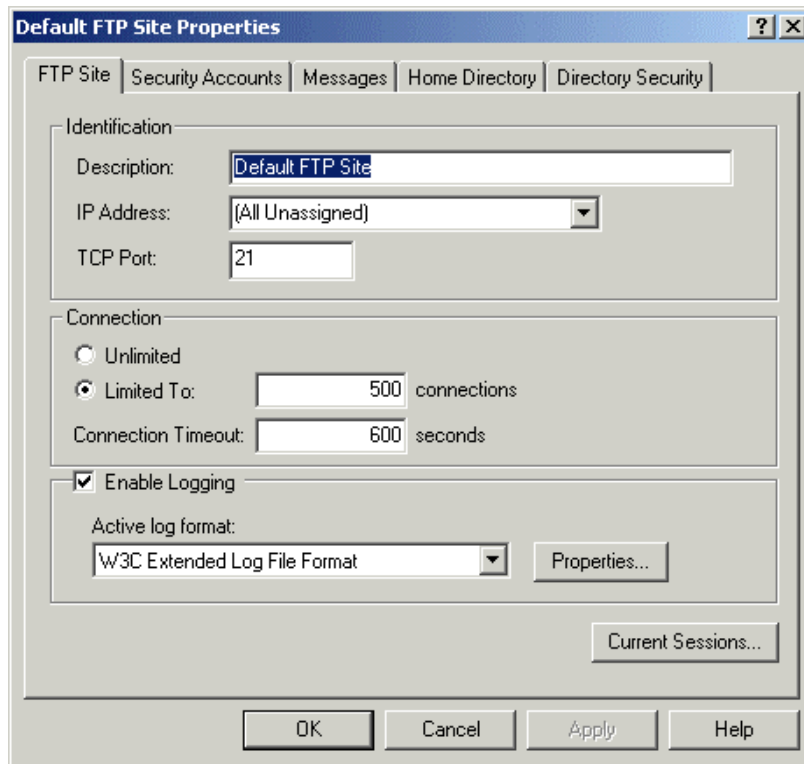 Default FTP Site Properties
FTP Site Security Accounts Messages Home Directory Directory Security
Identification
Description: Default FTP Site
IP Address: (All Unassigned)
TCP Port: 21
Connection
Unlimited
Limited To: 500 connections
Connection Timeout: 600 seconds
Enable Logging
Active log format:
W3C Extended Log File Format Properties...
Current Sessions...
OK Cancel Apply Help